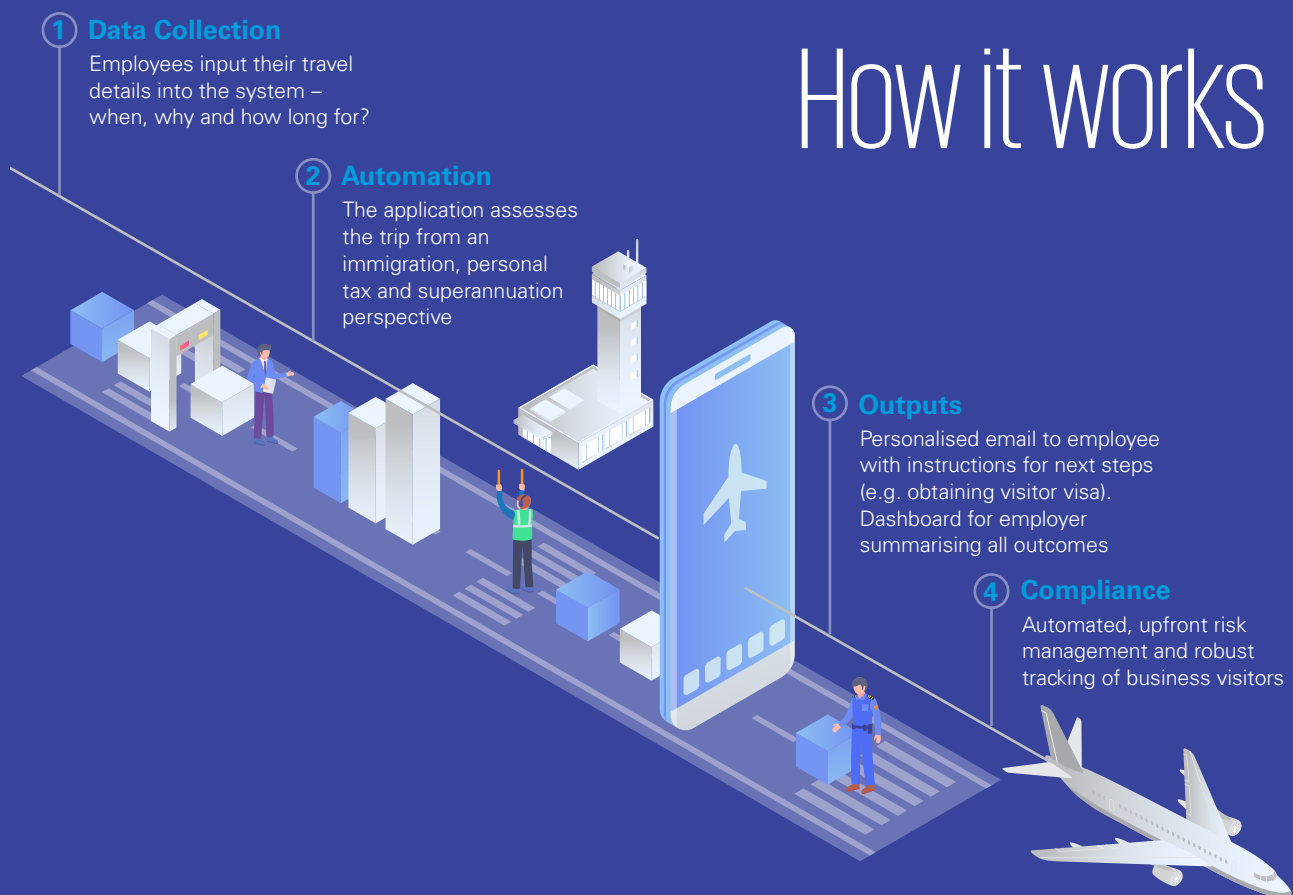 How it works
1 Data Collection
Employees input their travel
details into the system –
when, why and how long for?
2 Automation
The application assesses
the trip from an
immigration, personal
tax and superannuation
perspective
3 Outputs
Personalised email to employee
with instructions for next steps
(e.g. obtaining visitor visa).
Dashboard for employer
summarising all outcomes
4 Compliance
Automated, upfront risk
management and robust
tracking of business visitors